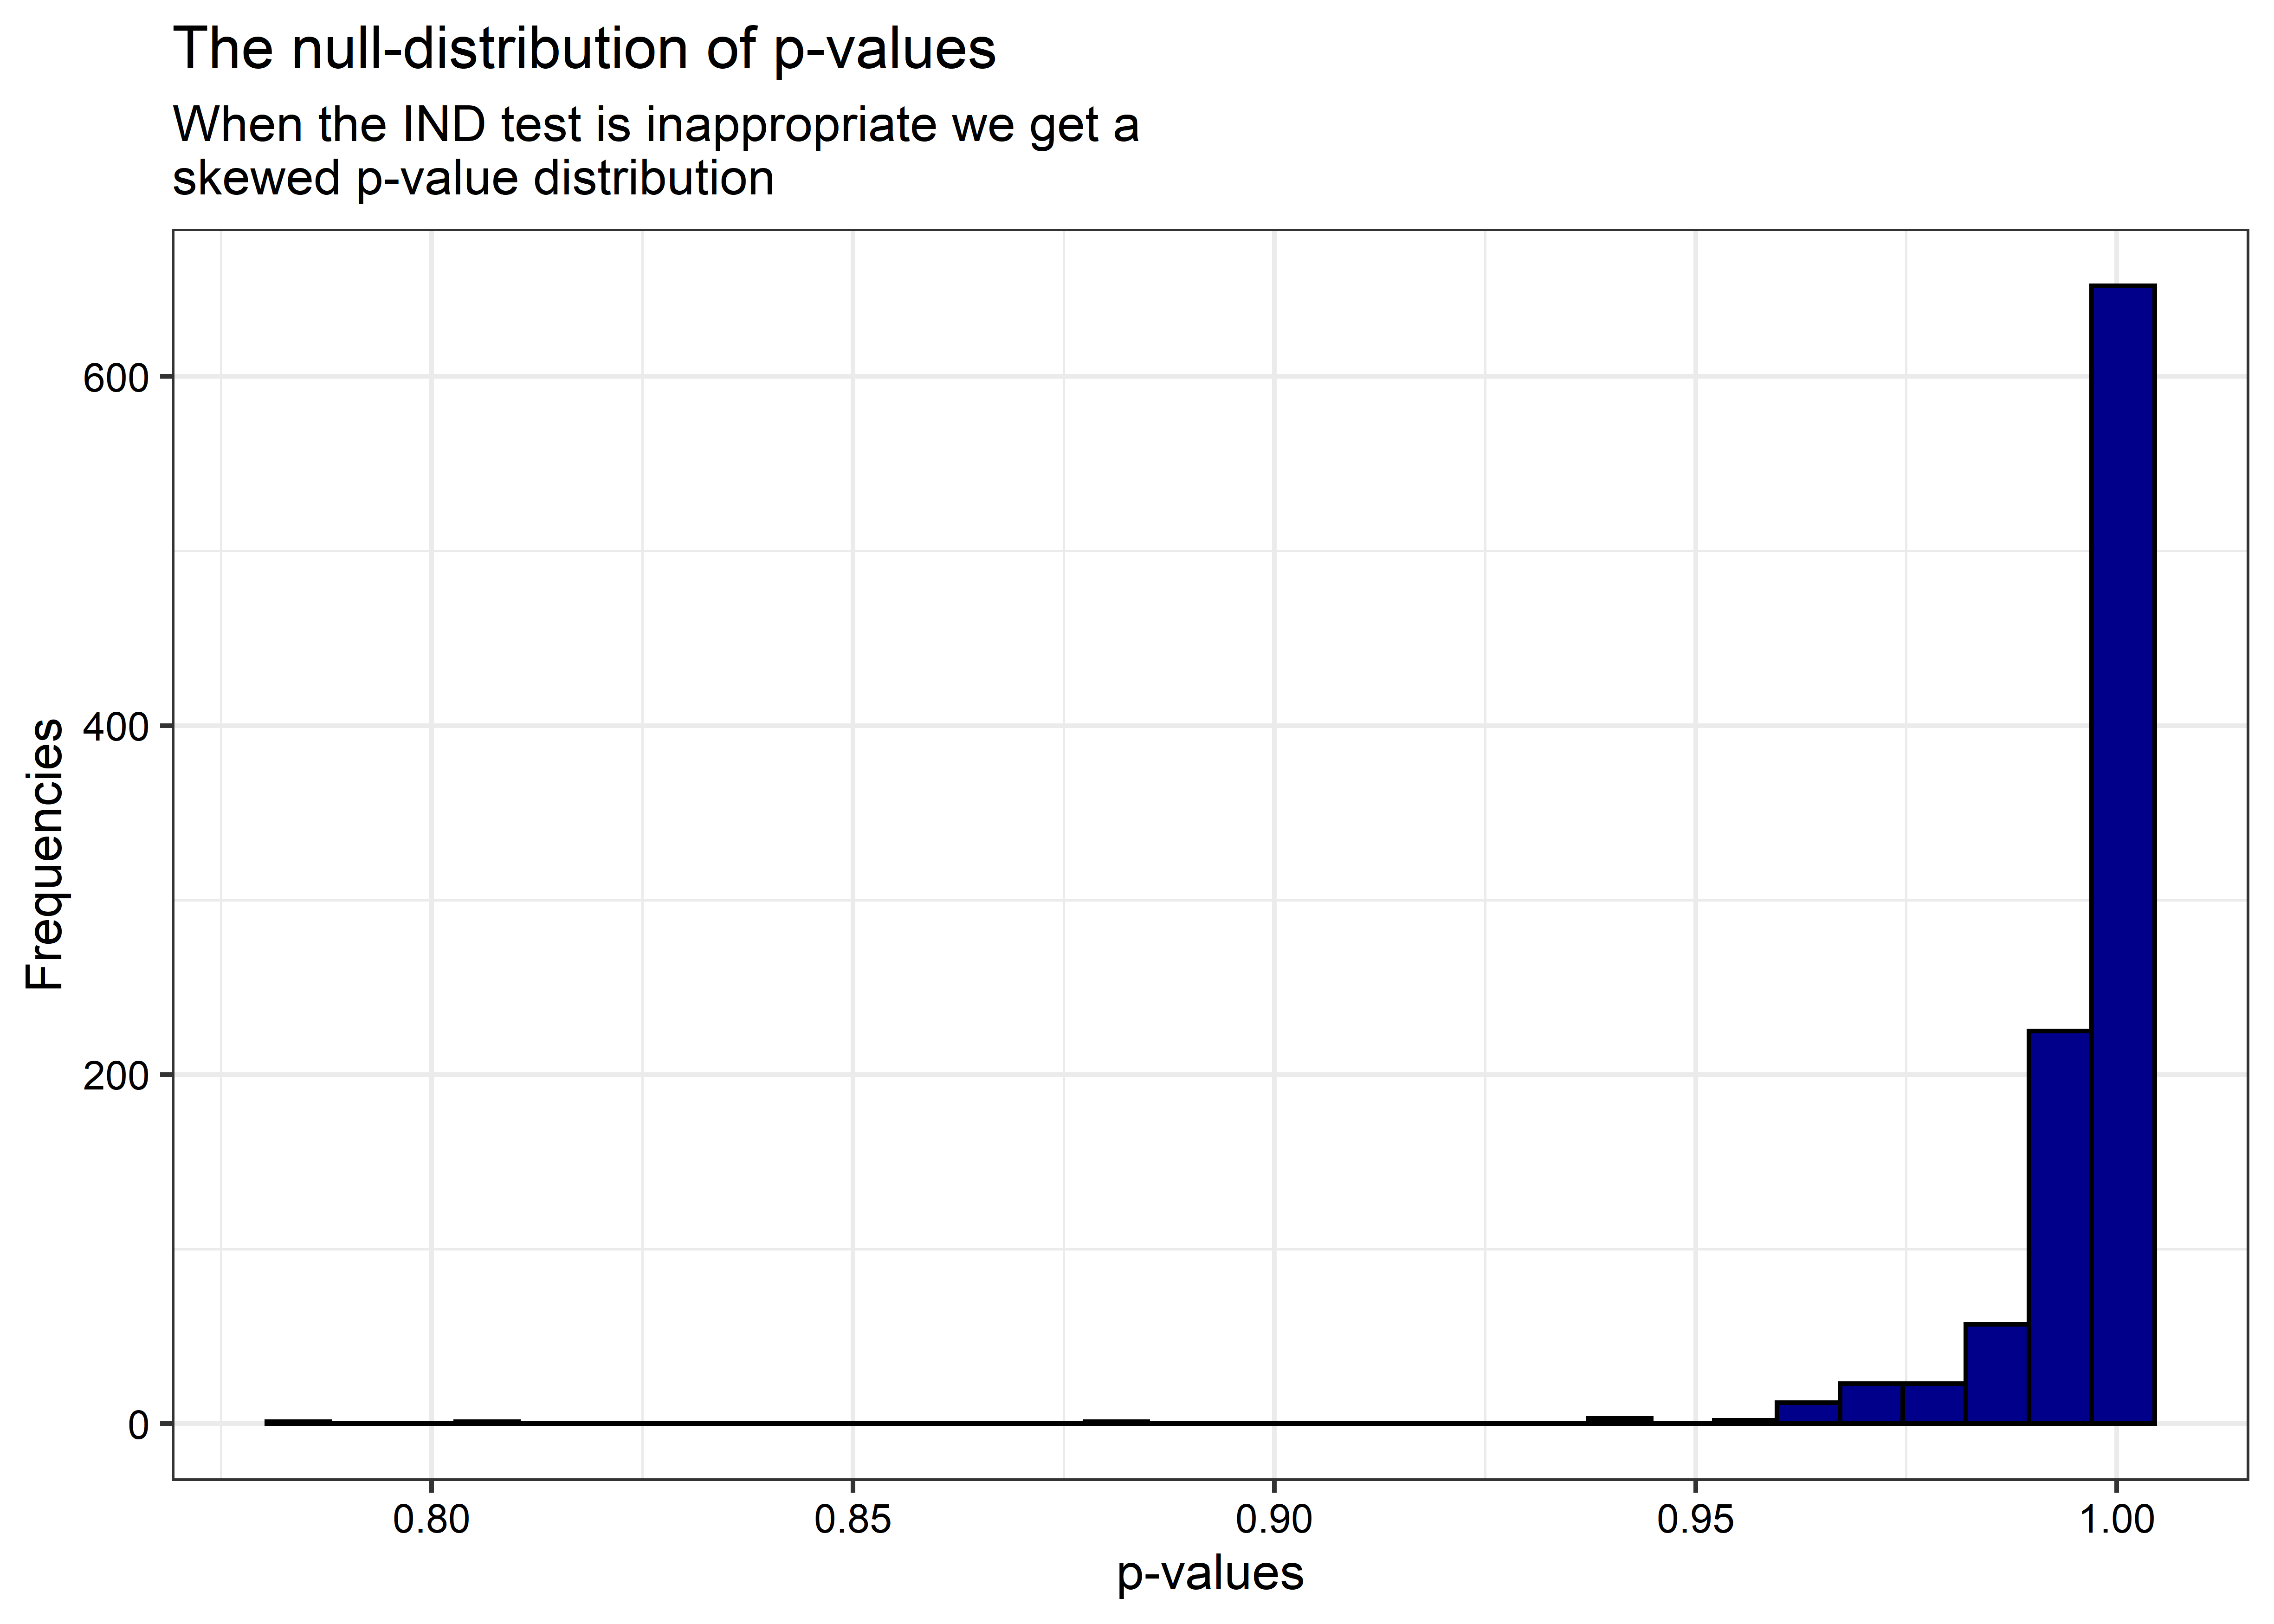 The null-distribution of p-values
When the IND test is inappropriate we get a
skewed p-value distribution
600
400
200
0
Frequencies
0.80 0.85 0.90 0.95 1.00
p-values